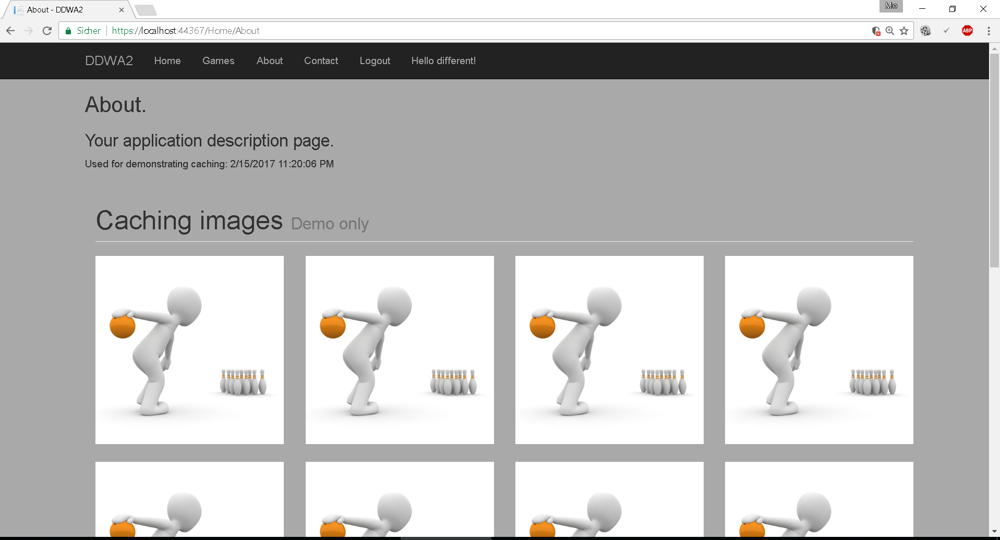 About - DDWA2
Mo
Sicher https://localhost:44367/Home/About
ABP
DDWA2 Home Games About Contact Logout Hello different!
About.
Your application description page.
Used for demonstrating caching: 2/15/2017 11:20:06 PM
Caching images Demo only